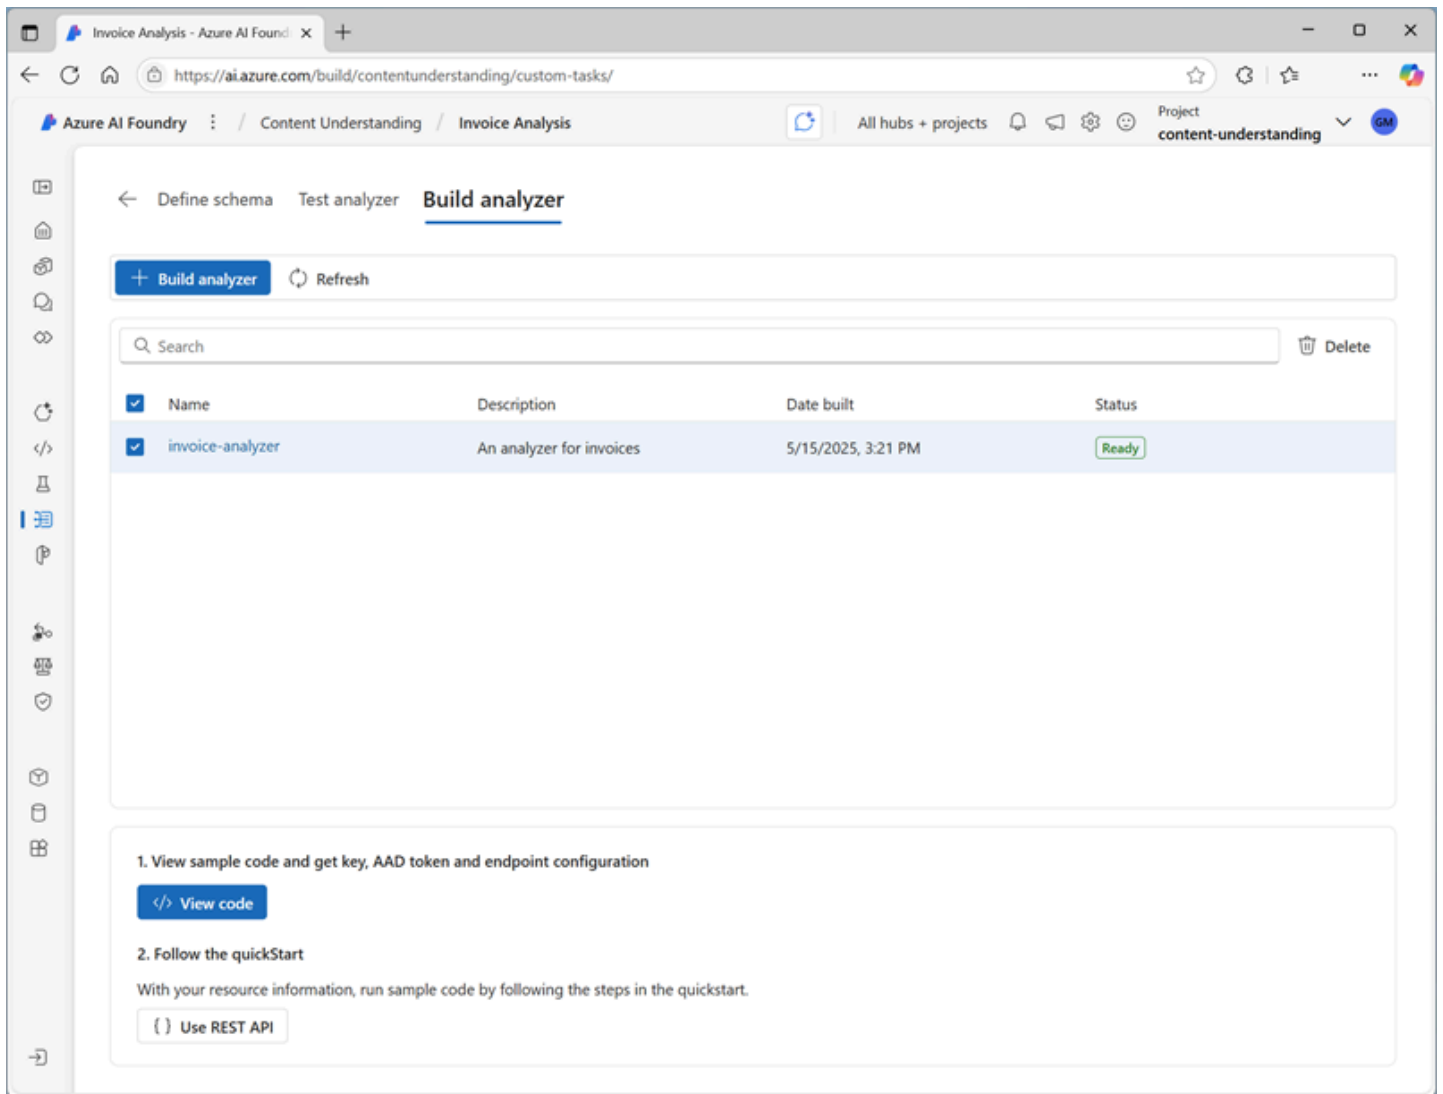 Invoice Analysis - Azure AI Found
https://ai.azure.com/build/contentunderstanding/custom-tasks/
Azure AI Foundry / Content Understanding / Invoice Analysis
All hubs + projects
Project
content-understanding
GM
Define schema Test analyzer Build analyzer
Build analyzer Refresh
Search Delete
Name Description Date built Status
invoice-analyzer An analyzer for invoices 5/15/2025, 3:21 PM Ready
1. View sample code and get key, AAD token and endpoint configuration
</> View code
2. Follow the quickStart
With your resource information, run sample code by following the steps in the quickstart.
{ } Use REST API